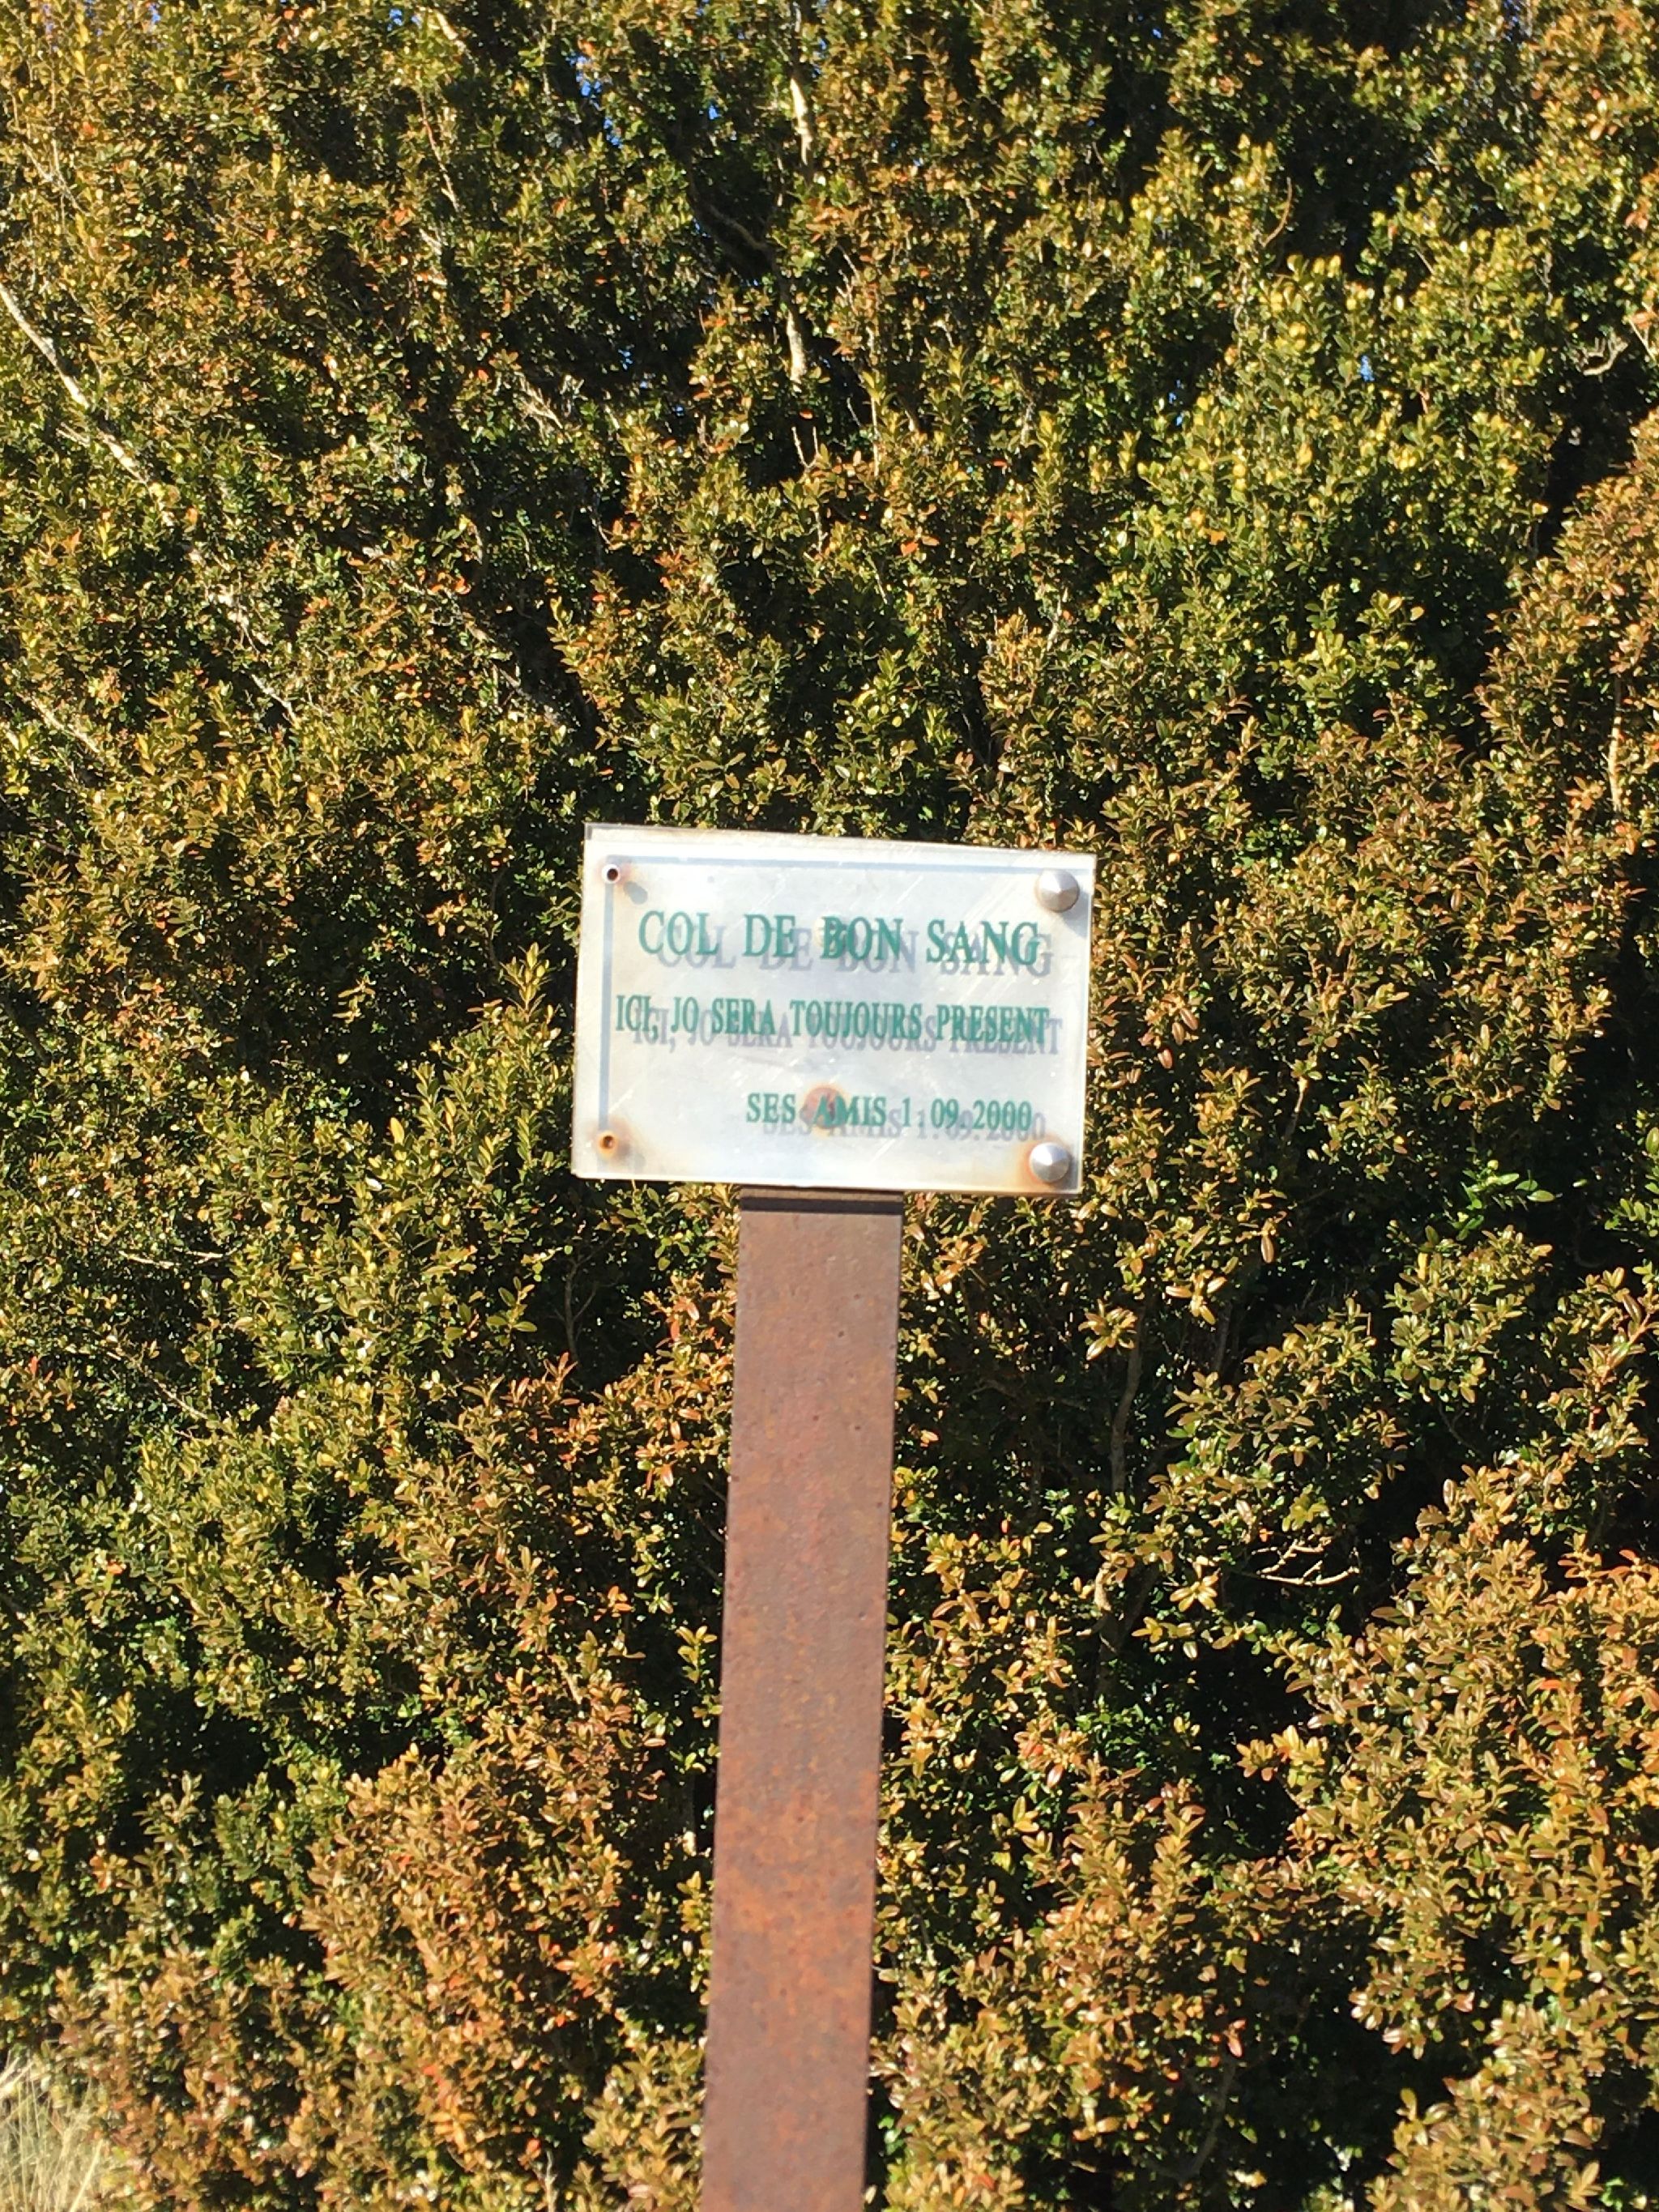 COL DE BON SANG
ICI, JO SERA TOUJOURS PRESENT
SES AMIS 1.09.2000